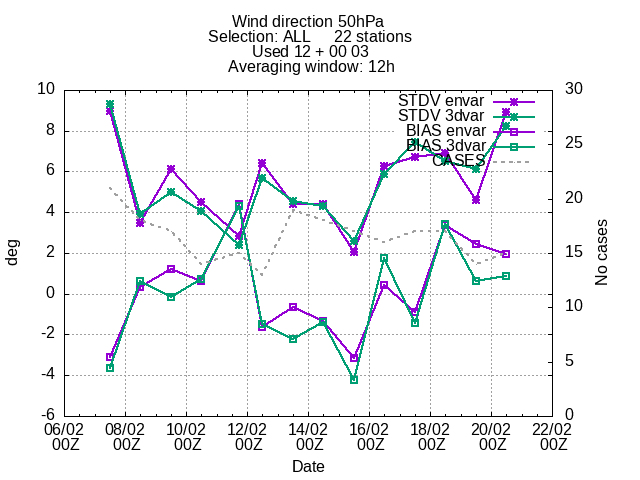 Wind direction 50hPa
Selection: ALL 22 stations
Used 12 + 00 03
Averaging window: 12h
STDV envar
STDV 3dvar
BIAS envar
BIAS 3dvar
CASES
10
8
6
4
2
0
-2
-4
-6
deg
30
25
20
15
10
5
0
No cases
06/02 08/02 10/02 12/02 14/02 16/02 18/02 20/02 22/02
00Z 00Z 00Z 00Z 00Z 00Z 00Z 00Z 00Z
Date